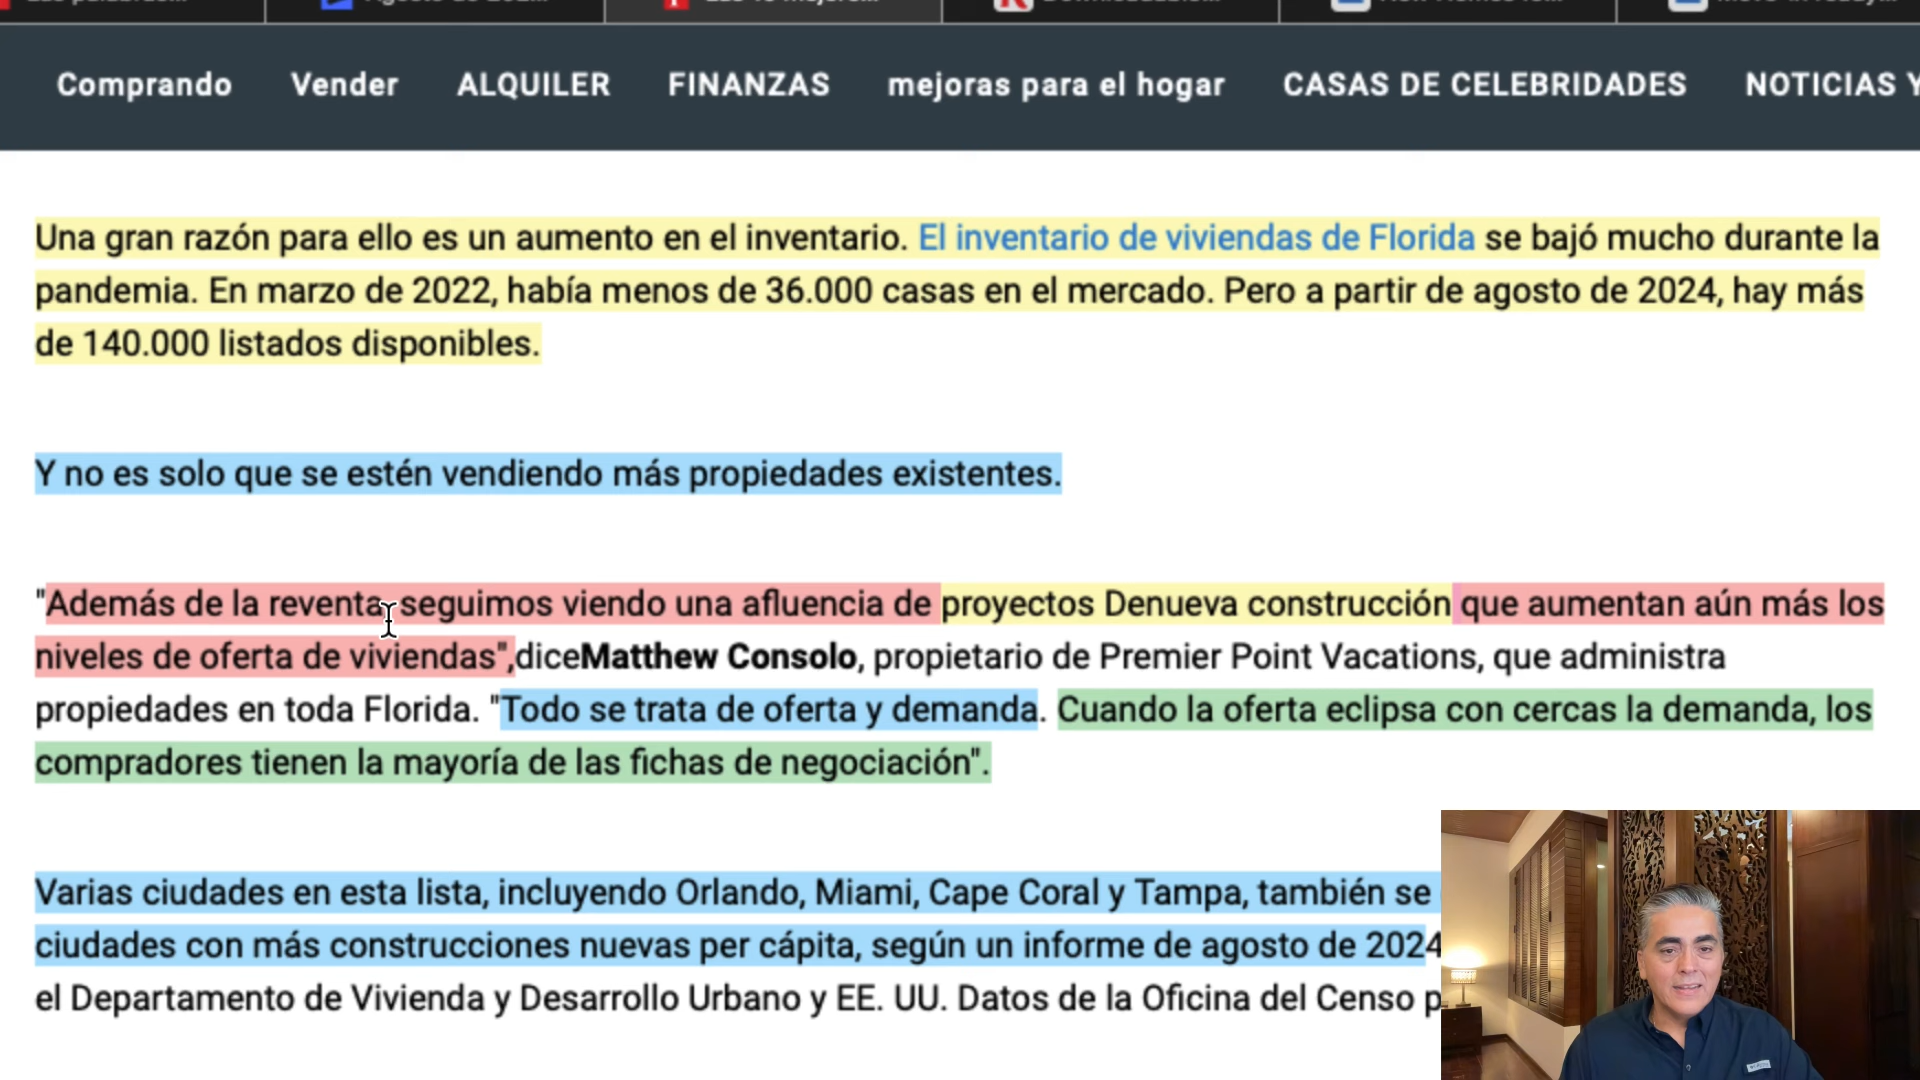 Comprando Vender ALQUILER FINANZAS mejoras para el hogar CASAS DE CELEBRIDADES NOTICIAS Y
Una gran razón para ello es un aumento en el inventario. El inventario de viviendas de Florida se bajó mucho durante la
pandemia. En marzo de 2022, había menos de 36.000 casas en el mercado. Pero a partir de agosto de 2024, hay más
de 140.000 listados disponibles.
Y no es solo que se estén vendiendo más propiedades existentes.
"Además de la reventa, seguimos viendo una afluencia de proyectos Denueva construcción que aumentan aún más los
niveles de oferta de viviendas",diceMatthew Consolo, propietario de Premier Point Vacations, que administra
propiedades en toda Florida. "Todo se trata de oferta y demanda. Cuando la oferta eclipsa con cercas la demanda, los
compradores tienen la mayoría de las fichas de negociación".
Varias ciudades en esta lista, incluyendo Orlando, Miami, Cape Coral y Tampa, también se
ciudades con más construcciones nuevas per cápita, según un informe de agosto de 2024
el Departamento de Vivienda y Desarrollo Urbano y EE. UU. Datos de la Oficina del Censo p